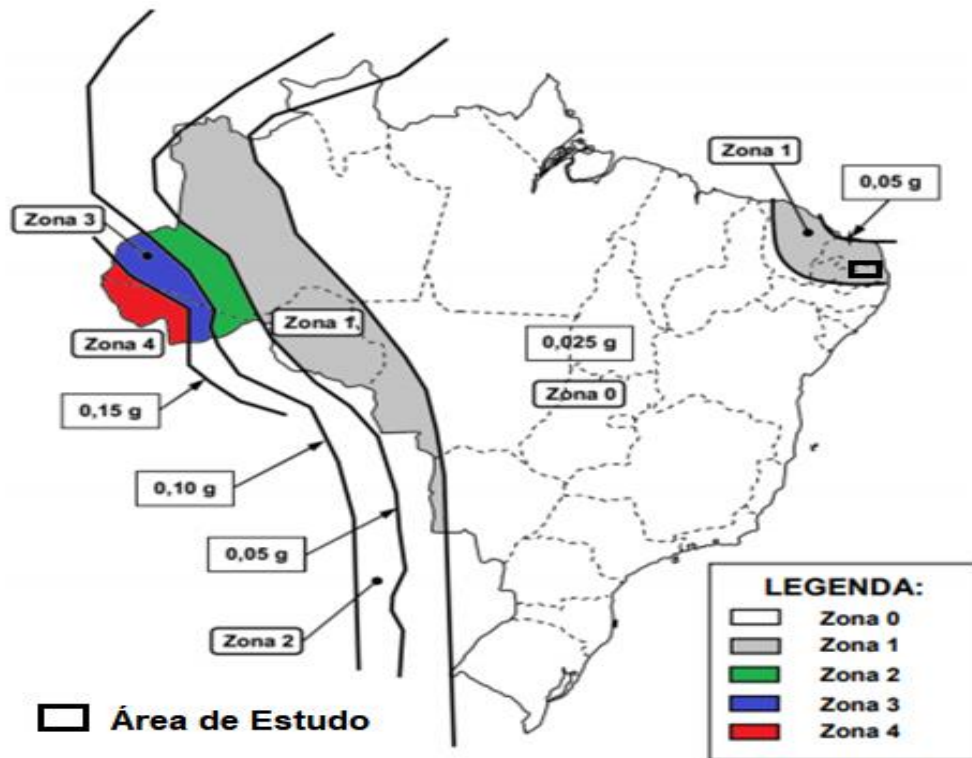 Zona 1
0,05 g
Zona 3
Zona 1
Zona 4
0,025 g
Zona 0
0,15 g
0,10 g
0,05 g
Zona 2
LEGENDA:
Zona 0
Zona 1
Zona 2
Zona 3
Zona 4
Área de Estudo